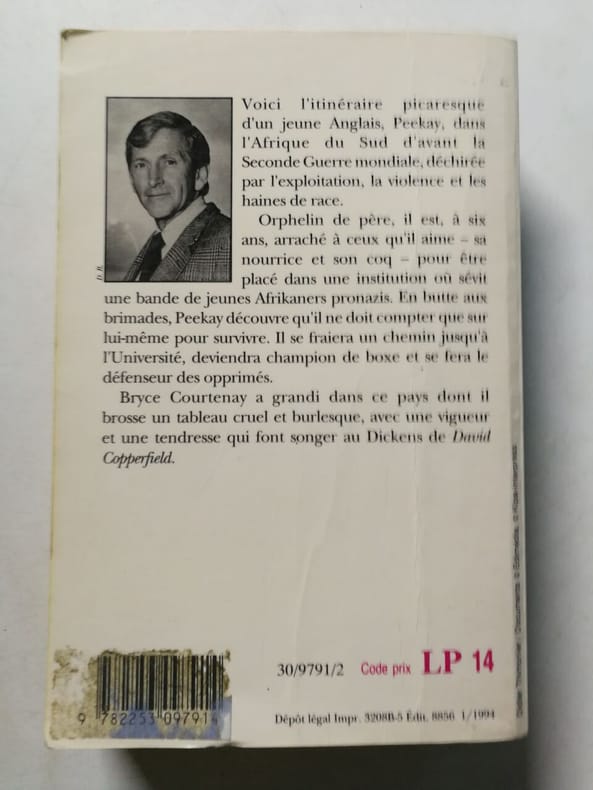 Voici l'itinéraire picaresque
d'un jeune Anglais, Peekay, dans
l'Afrique du Sud d'avant la
Seconde Guerre mondiale, déchirée
par l'exploitation, la violence et les
haines de race.
Orphelin de père, il est, à six
ans, arraché à ceux qu'il aime – sa
nourrice et son coq – pour être
placé dans une institution où sévit
une bande de jeunes Afrikaners pronazis. En butte aux
brimades, Peekay découvre qu'il ne doit compter que sur
lui-même pour survivre. Il se fraiera un chemin jusqu'à
l'Université, deviendra champion de boxe et se fera le
défenseur des opprimés.
Bryce Courtenay a grandi dans ce pays dont il
brosse un tableau cruel et burlesque, avec une vigueur
et une tendresse qui font songer au Dickens de David
Copperfield.
D. R.
30/9791/2 Code prix LP 14
9 782253 097914
Dépôt légal Impr. 3208B-5 Édit. 8856 1/1994